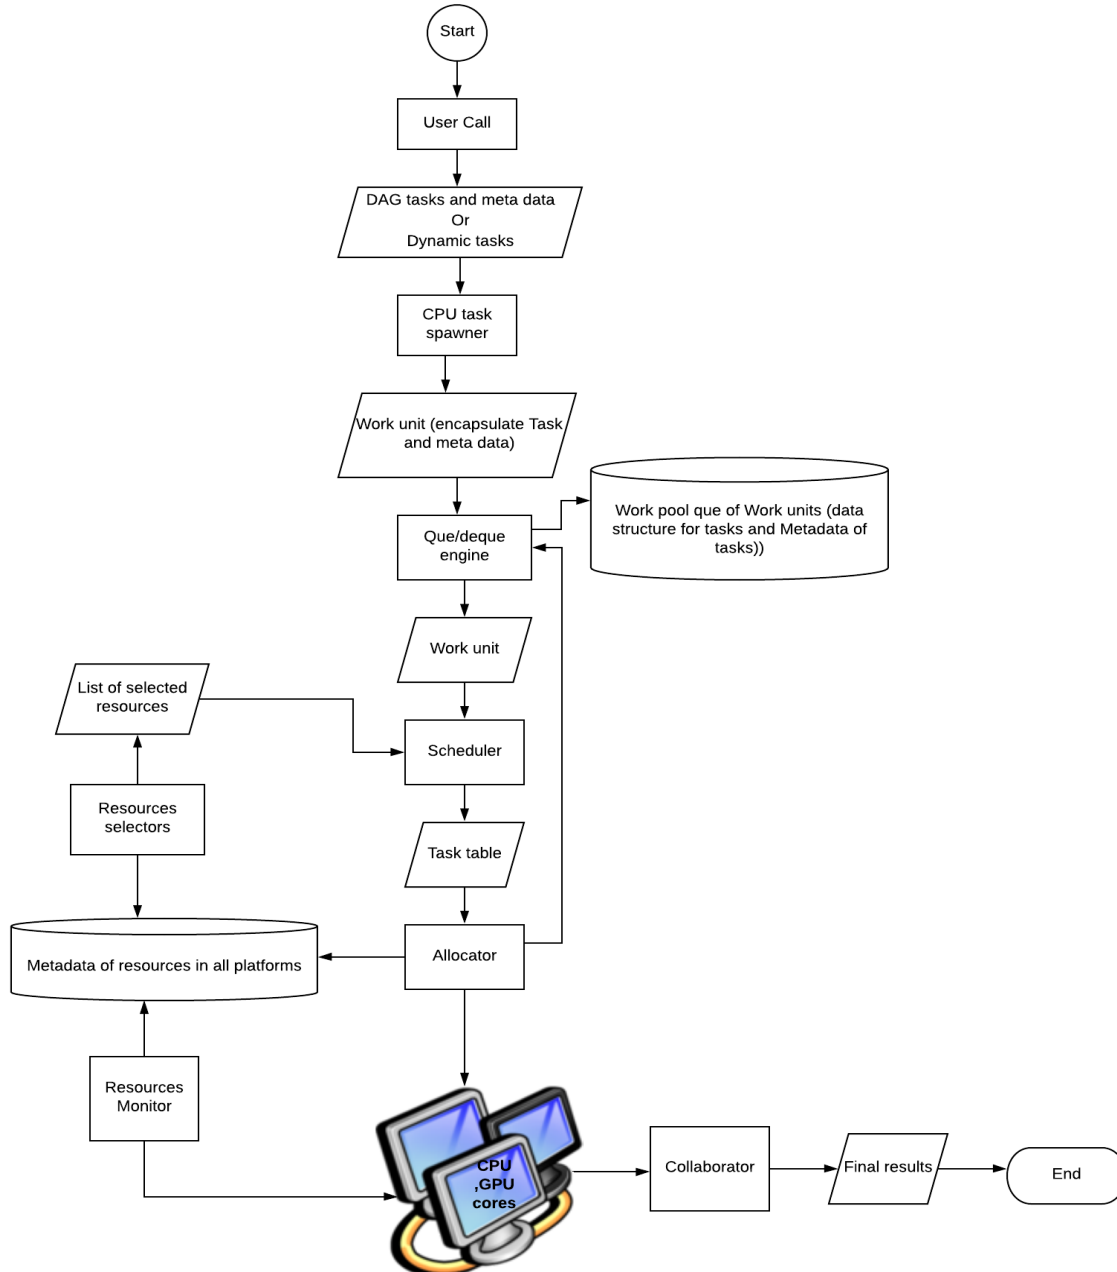 Start
User Call
DAG tasks and meta data
Or
Dynamic tasks
CPU task
spawner
Work unit (encapsulate Task
and meta data)
Que/deque
engine
Work pool que of Work units (data
structure for tasks and Metadata of
tasks))
Work unit
List of selected
resources
Scheduler
Resources
selectors
Task table
Allocator
Metadata of resources in all platforms
Resources
Monitor
CPU
,GPU
cores
Collaborator
Final results
End